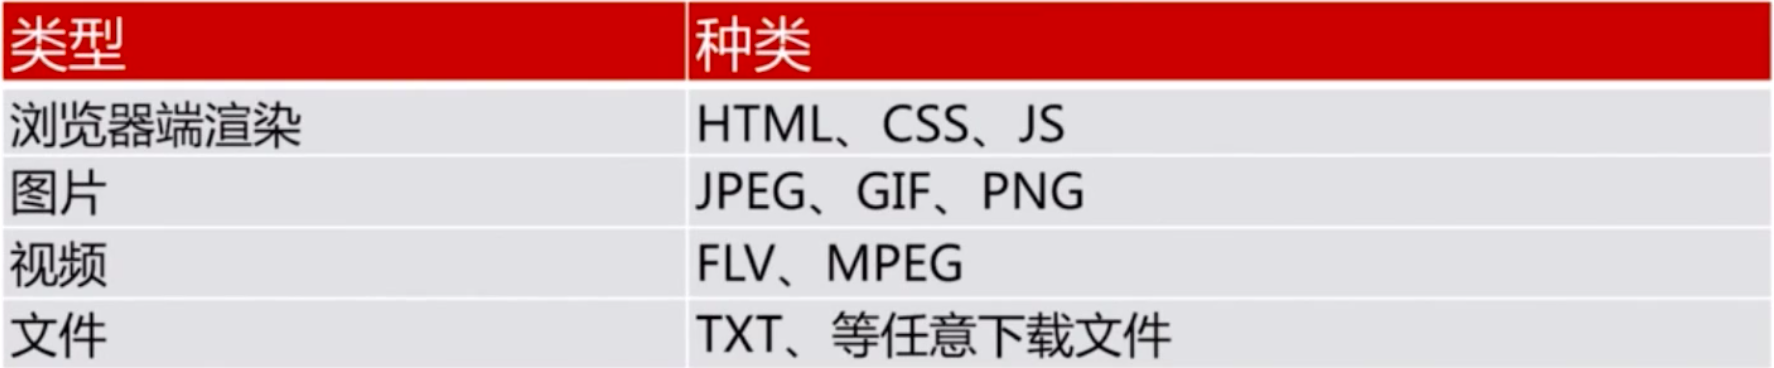 类型 种类
浏览器端渲染 HTML、CSS、JS
图片 JPEG、GIF、PNG
视频 FLV、MPEG
文件 TXT、等任意下载文件